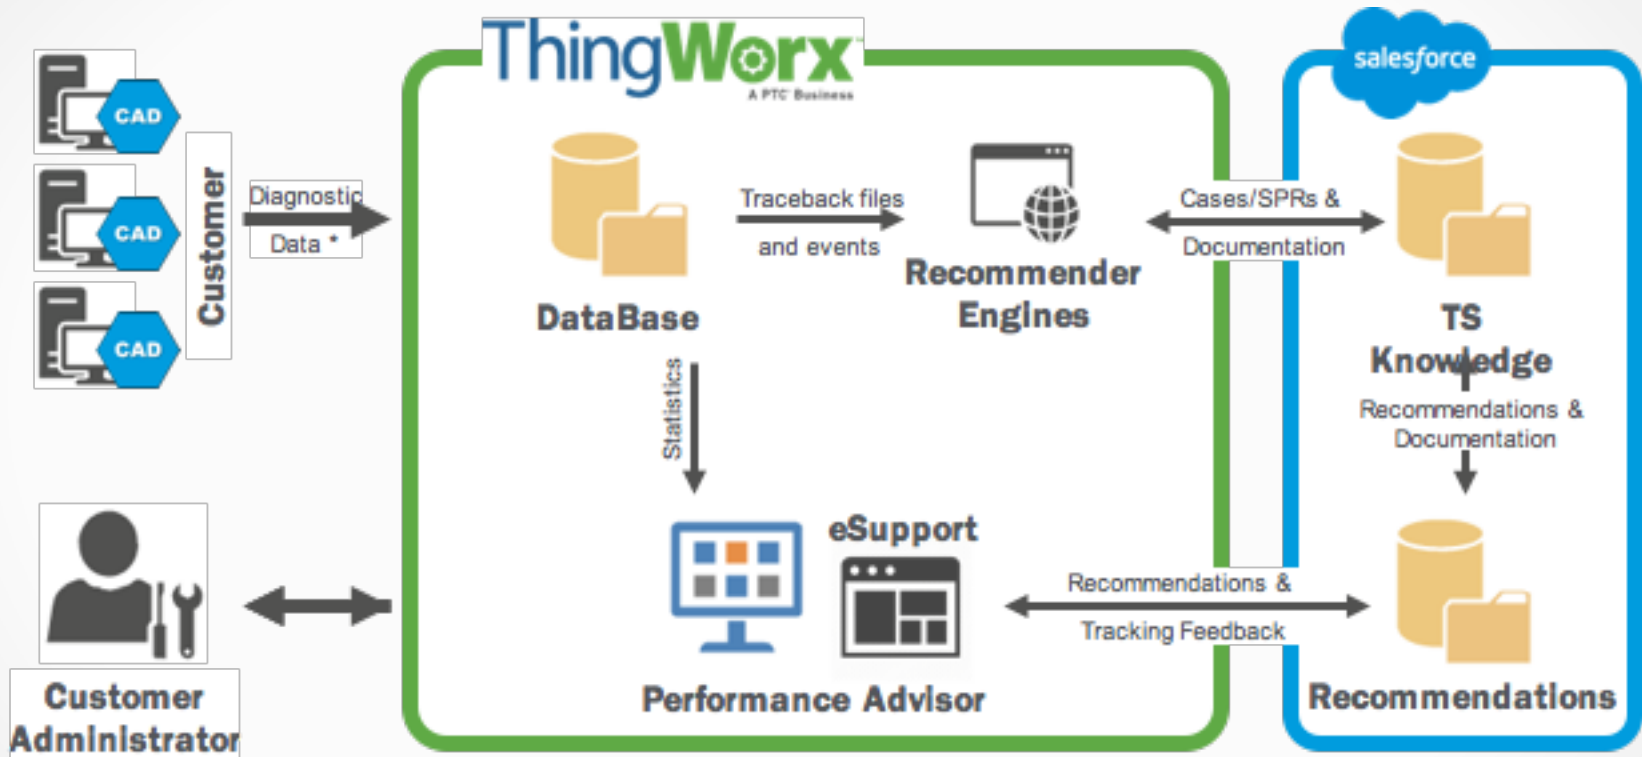 ThingWorx
A PTC Business
salesforce
CAD
CAD
CAD
Customer
Diagnostic
Data *
DataBase
Traceback files
and events
Recommender
Engines
Cases/SPRs &
Documentation
TS
Knowledge
Statistics
Recommendations &
Documentation
eSupport
Performance Advisor
Recommendations &
Tracking Feedback
Recommendations
Customer
Administrator